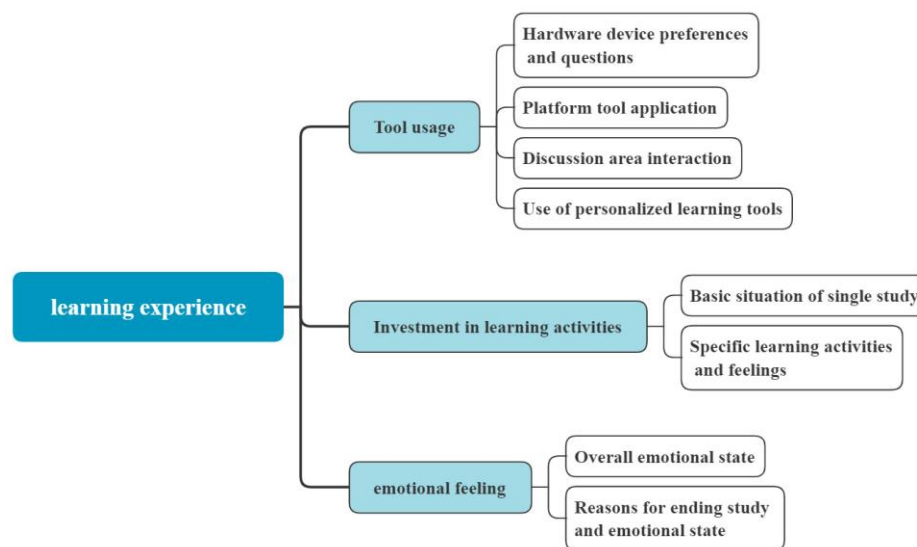 learning experience
Tool usage
Hardware device preferences
and questions
Platform tool application
Discussion area interaction
Use of personalized learning tools
Investment in learning activities
Basic situation of single study
Specific learning activities
and feelings
emotional feeling
Overall emotional state
Reasons for ending study
and emotional state